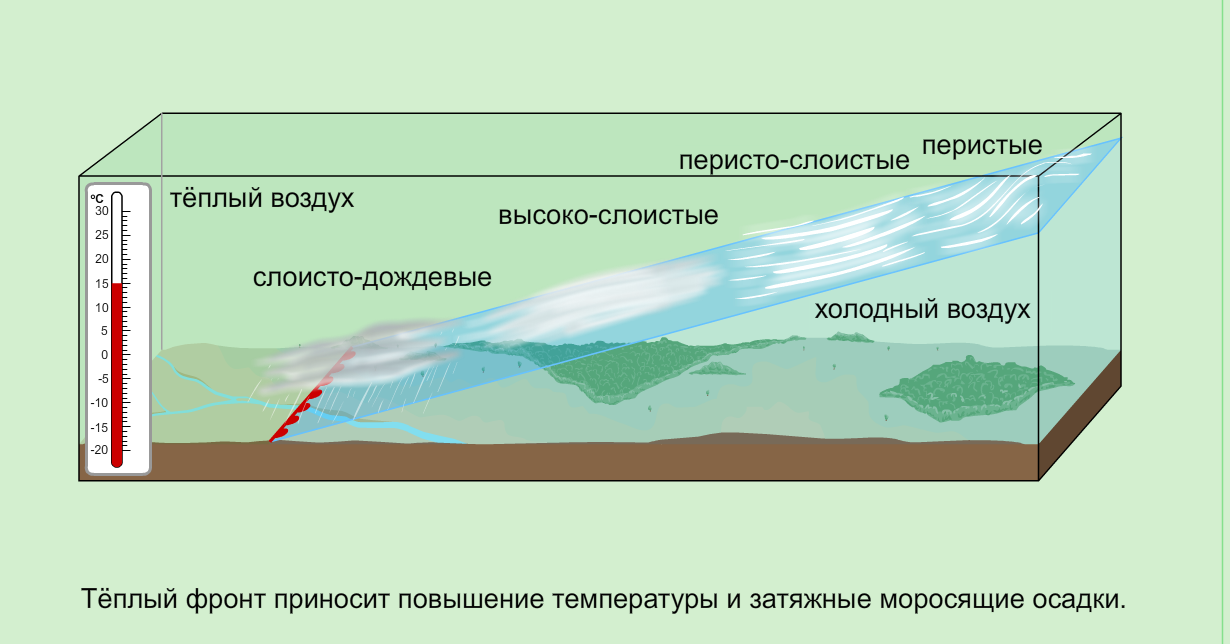 перистые
перисто-слоистые
тёплый воздух
высоко-слоистые
слоисто-дождевые
холодный воздух
°C
30
25
20
15
10
5
0
-5
-10
-15
-20
Тёплый фронт приносит повышение температуры и затяжные моросящие осадки.